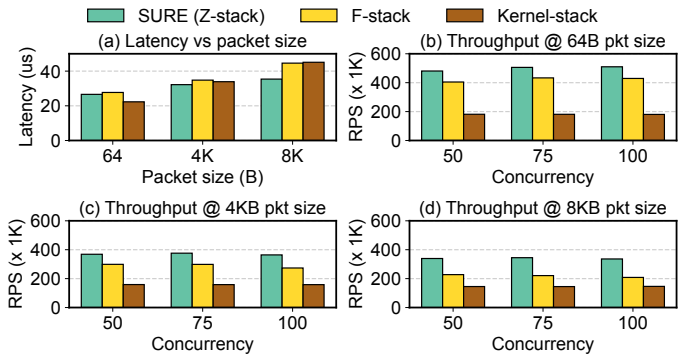 SURE (Z-stack) F-stack Kernel-stack
(a) Latency vs packet size
Latency (us)
40
20
0
64 4K 8K
Packet size (B)
(b) Throughput @ 64B pkt size
RPS (x 1K)
600
400
200
0
50 75 100
Concurrency
(c) Throughput @ 4KB pkt size
RPS (x 1K)
600
400
200
0
50 75 100
Concurrency
(d) Throughput @ 8KB pkt size
RPS (x 1K)
600
400
200
0
50 75 100
Concurrency